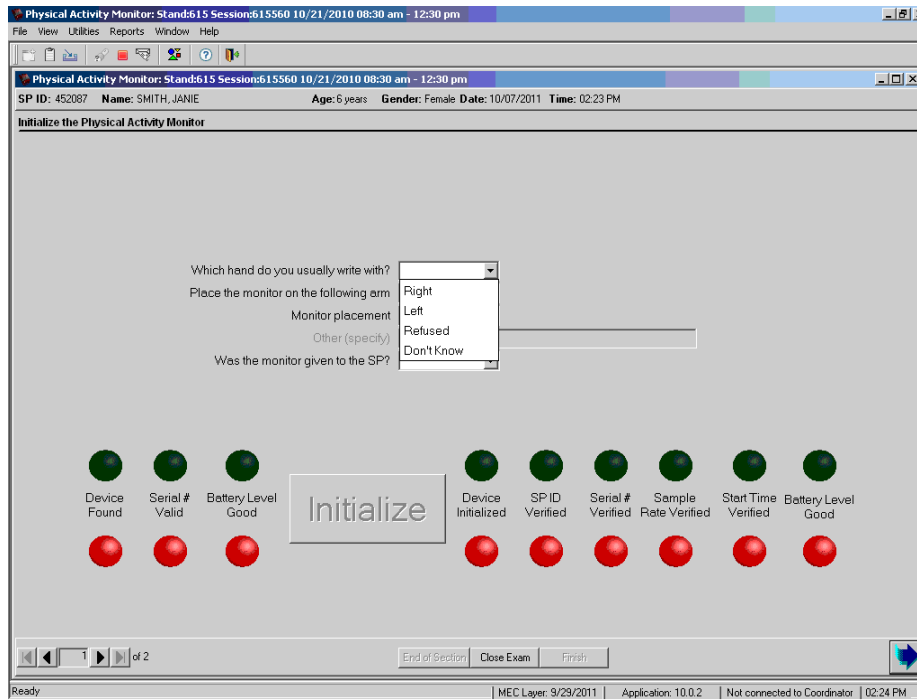 Physical Activity Monitor: Stand:615 Session:615560 10/21/2010 08:30 am - 12:30 pm
File View Utilities Reports Window Help
Physical Activity Monitor: Stand:615 Session:615560 10/21/2010 08:30 am - 12:30 pm
SP ID: 452087 Name: SMITH, JANIE Age: 6 years Gender: Female Date: 10/07/2011 Time: 02:23 PM
Initialize the Physical Activity Monitor
Which hand do you usually write with?
Place the monitor on the following arm
Right
Monitor placement
Left
Other (specify)
Refused
Was the monitor given to the SP?
Don't Know
Device Found
Serial # Valid
Battery Level Good
Initialize
Device Initialized
SP ID Verified
Serial # Verified
Sample Rate Verified
Start Time Verified
Battery Level Good
1 of 2
End of Section
Close Exam
Finish
Ready
MEC Layer: 9/29/2011 Application: 10.0.2 Not connected to Coordinator 02:24 PM